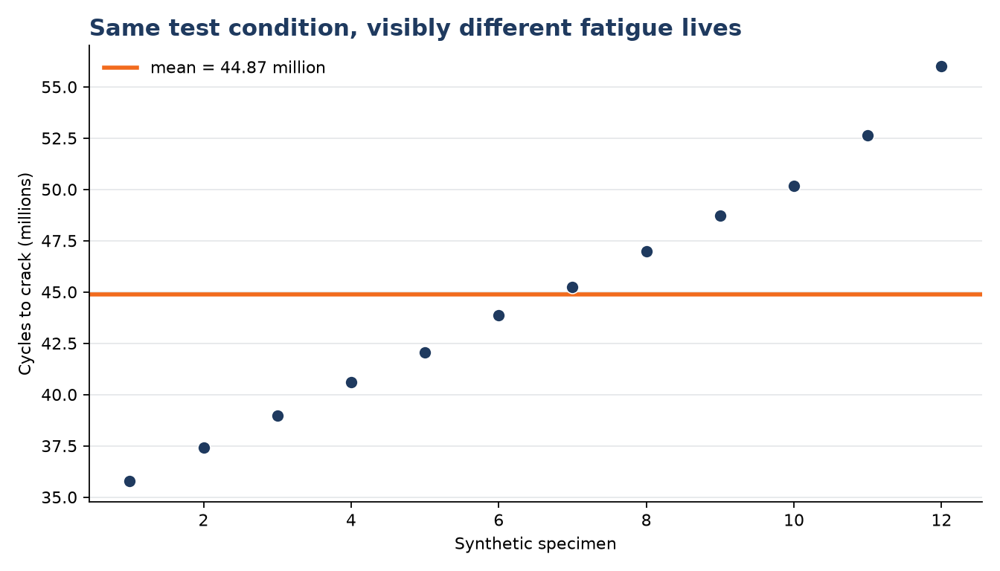 Same test condition, visibly different fatigue lives
mean = 44.87 million
Cycles to crack (millions)
55.0
52.5
50.0
47.5
45.0
42.5
40.0
37.5
35.0
2 4 6 8 10 12
Synthetic specimen